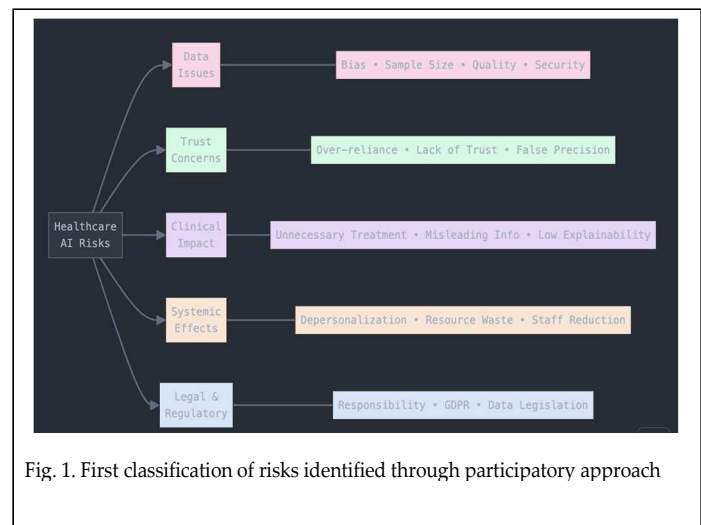 Data
Issues
Bias • Sample Size • Quality • Security
Trust
Concerns
Over-reliance • Lack of Trust • False Precision
Healthcare
AI Risks
Clinical
Impact
Unnecessary Treatment • Misleading Info • Low Explainability
Systemic
Effects
Depersonalization • Resource Waste • Staff Reduction
Legal &
Regulatory
Responsibility • GDPR • Data Legislation
Fig. 1. First classification of risks identified through participatory approach